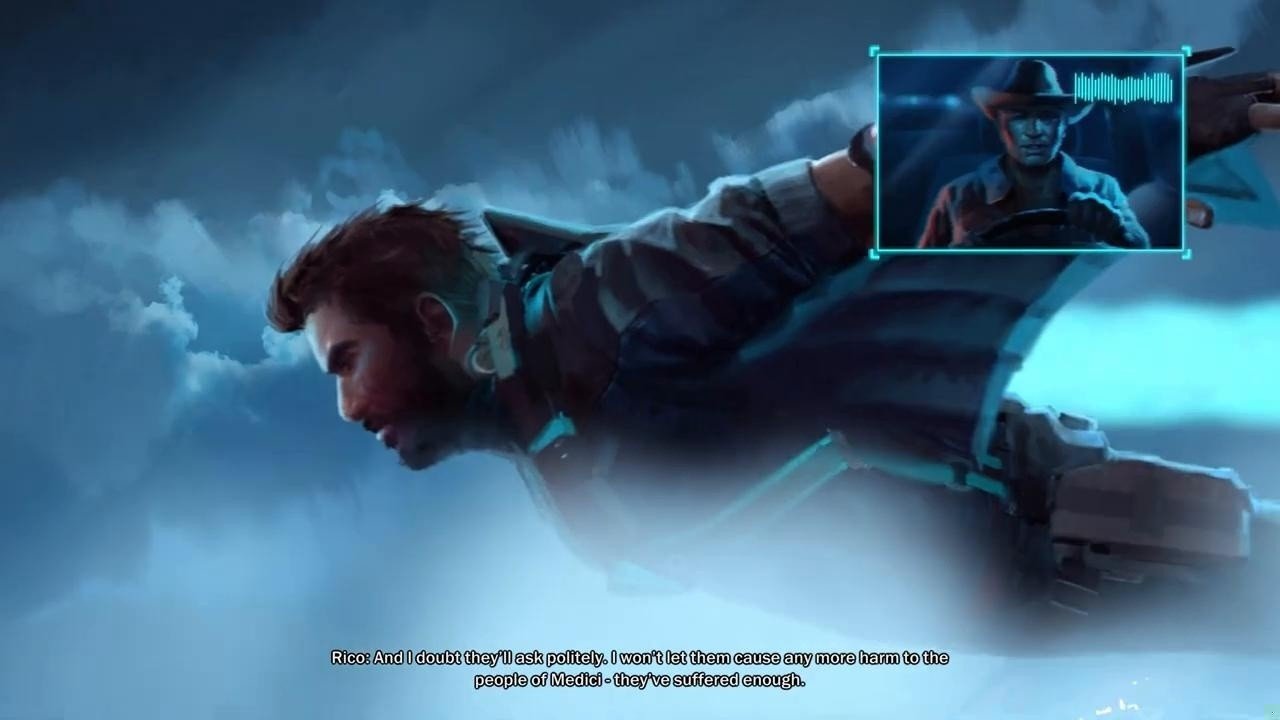 Rico: And I doubt they'll ask politely. I won't let them cause any more harm to the
people of Medici - they've suffered enough.